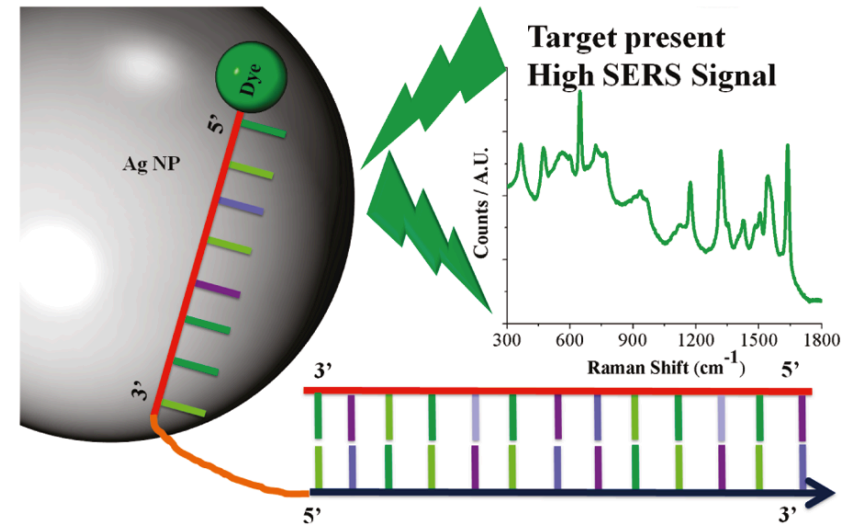 Target present
High SERS Signal
Dye
5’
Ag NP
3’
Counts / A.U.
300 600 900 1200 1500 1800
Raman Shift (cm-1)
3’ 5’
5’ 3’